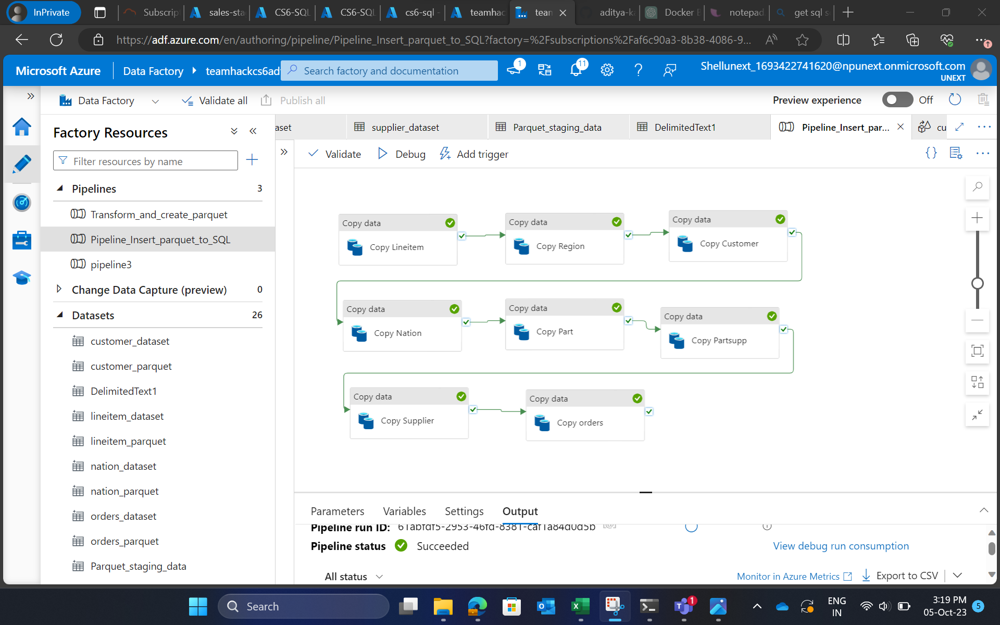 InPrivate
Subscript
sales-sta
CS6-SQL
CS6-SQL
cs6-sql -
teamhac
team
aditya-ka
Docker E
notepad
get sql s
https://adf.azure.com/en/authoring/pipeline/Pipeline_Insert_parquet_to_SQL?factory=%2Fsubscriptions%2Faf6c90a3-8b38-4086-9...
Microsoft Azure
Data Factory
teamhackcs6adf
Search factory and documentation
1
11
Shellunext_1693422741620@npunext.onmicrosoft.com
UNEXT
Data Factory
Validate all
Publish all
Preview experience
Off
Factory Resources
Filter resources by name
Pipelines
3
Transform_and_create_parquet
Pipeline_Insert_parquet_to_SQL
pipeline3
Change Data Capture (preview)
0
Datasets
26
customer_dataset
customer_parquet
DelimitedText1
lineitem_dataset
lineitem_parquet
nation_dataset
nation_parquet
orders_dataset
orders_parquet
Parquet_staging_data
aset
supplier_dataset
Parquet_staging_data
DelimitedText1
Pipeline_Insert_par...
cu
Validate
Debug
Add trigger
Copy data
Copy Lineitem
Copy data
Copy Region
Copy data
Copy Customer
Copy data
Copy Nation
Copy data
Copy Part
Copy data
Copy Partsupp
Copy data
Copy Supplier
Copy data
Copy orders
Parameters
Variables
Settings
Output
Pipeline run ID: 61abfdf5-2953-46fd-8381-caf1a84d0d5b
Pipeline status
Succeeded
View debug run consumption
All status
Monitor in Azure Metrics
Export to CSV
Search
1
ENG
IN
3:19 PM
05-Oct-23
5